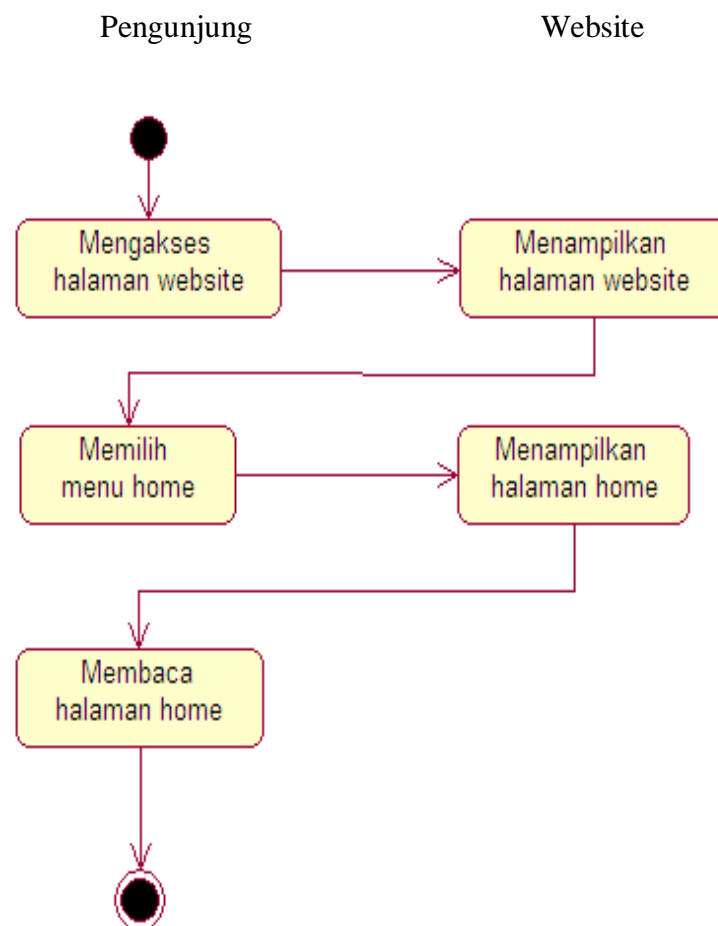 Pengunjung
Website
Mengakses
halaman website
Menampilkan
halaman website
Memilih
menu home
Menampilkan
halaman home
Membaca
halaman home